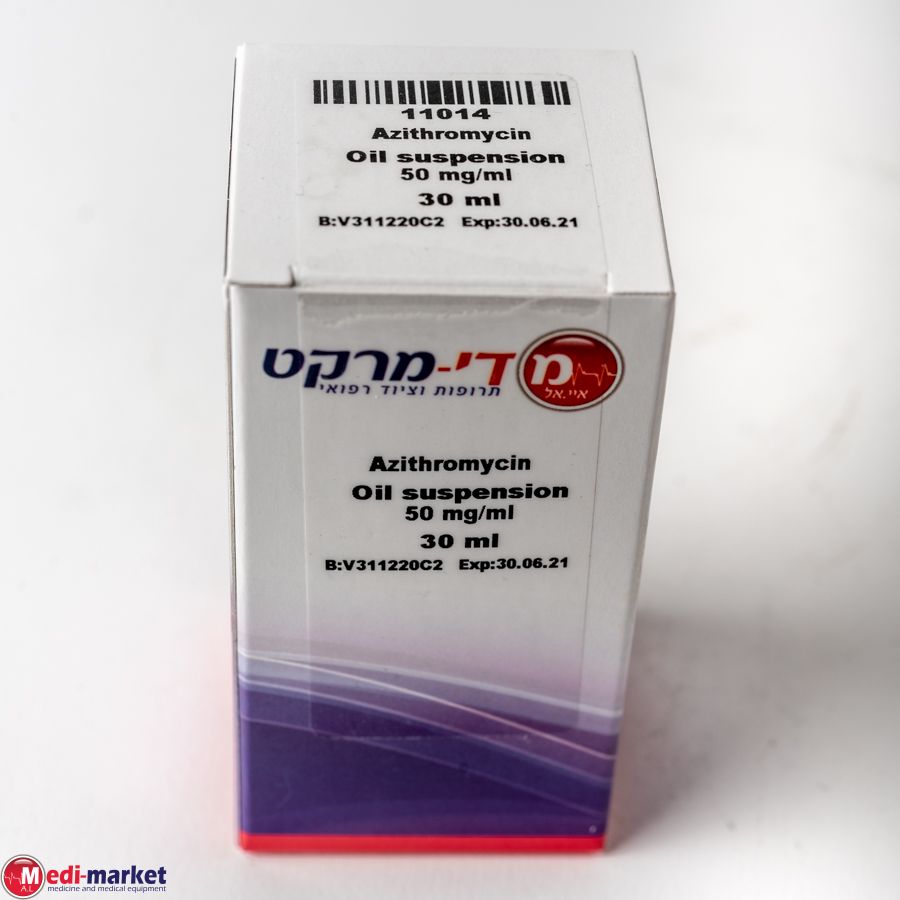 11014
Azithromycin
Oil suspension
50 mg/ml
30 ml
B:V311220C2 Exp:30.06.21
מדי-מרקט
תרופות וציוד רפואי
איי.אל
Azithromycin
Oil suspension
50 mg/ml
30 ml
B:V311220C2 Exp:30.06.21
Medi-market
A.L
medicine and medical equipment